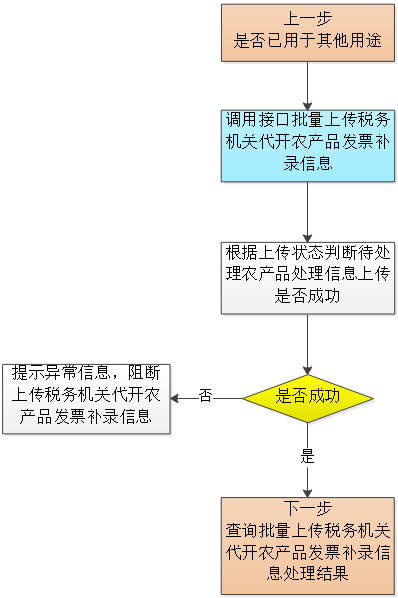 上一步
是否已用于其他用途
调用接口批量上传税务
机关代开农产品发票补
录信息
根据上传状态判断待处
理农产品处理信息上传
是否成功
是否成功
否
提示异常信息，阻断
上传税务机关代开农
产品发票补录信息
是
下一步
查询批量上传税务机关
代开农产品发票补录信
息处理结果